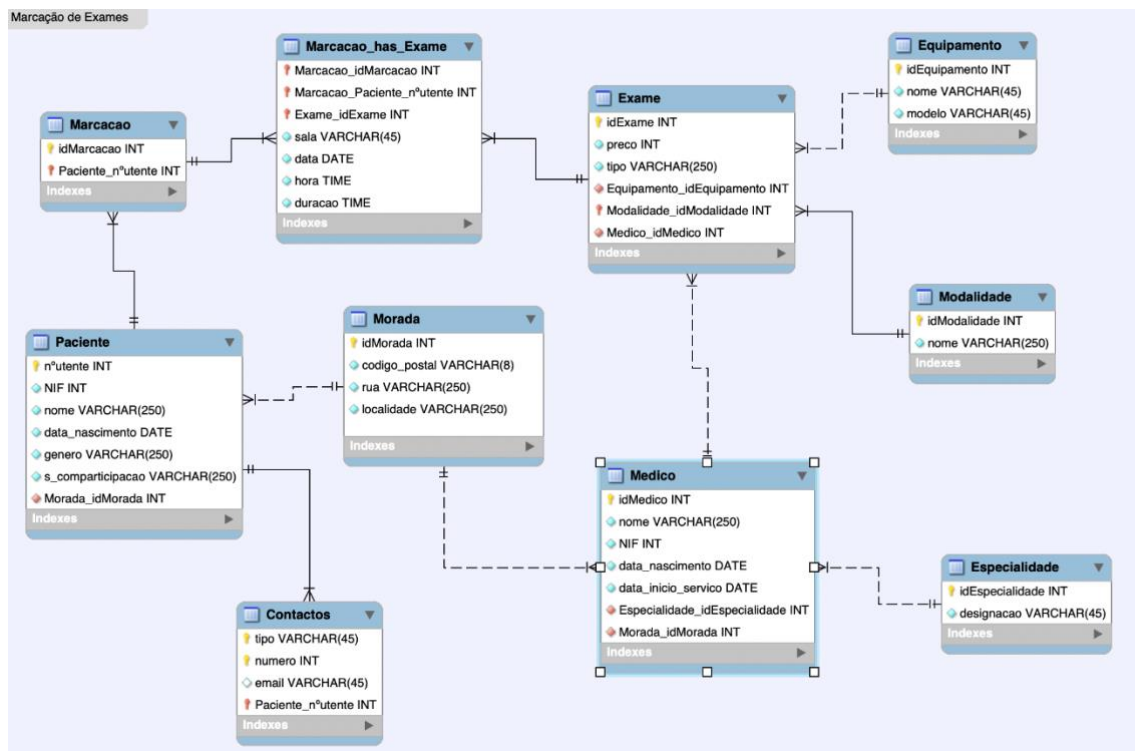 Marcação de Exames
Marcacao_has_Exame
Marcacao_idMarcacao INT
Marcacao_Paciente_nºutente INT
Exame_idExame INT
sala VARCHAR(45)
data DATE
hora TIME
duracao TIME
Indexes
Equipamento
idEquipamento INT
nome VARCHAR(45)
modelo VARCHAR(45)
Indexes
Exame
idExame INT
preco INT
tipo VARCHAR(250)
Equipamento_idEquipamento INT
Modalidade_idModalidade INT
Medico_idMedico INT
Indexes
Marcacao
idMarcacao INT
Paciente_nºutente INT
Indexes
Modalidade
idModalidade INT
nome VARCHAR(250)
Indexes
Morada
idMorada INT
codigo_postal VARCHAR(8)
rua VARCHAR(250)
localidade VARCHAR(250)
Indexes
Paciente
nºutente INT
NIF INT
nome VARCHAR(250)
data_nascimento DATE
genero VARCHAR(250)
s_comparticipacao VARCHAR(250)
Morada_idMorada INT
Indexes
Medico
idMedico INT
nome VARCHAR(250)
NIF INT
data_nascimento DATE
data_inicio_servico DATE
Especialidade_idEspecialidade INT
Morada_idMorada INT
Indexes
Especialidade
idEspecialidade INT
designacao VARCHAR(45)
Indexes
Contactos
tipo VARCHAR(45)
numero INT
email VARCHAR(45)
Paciente_nºutente INT
Indexes